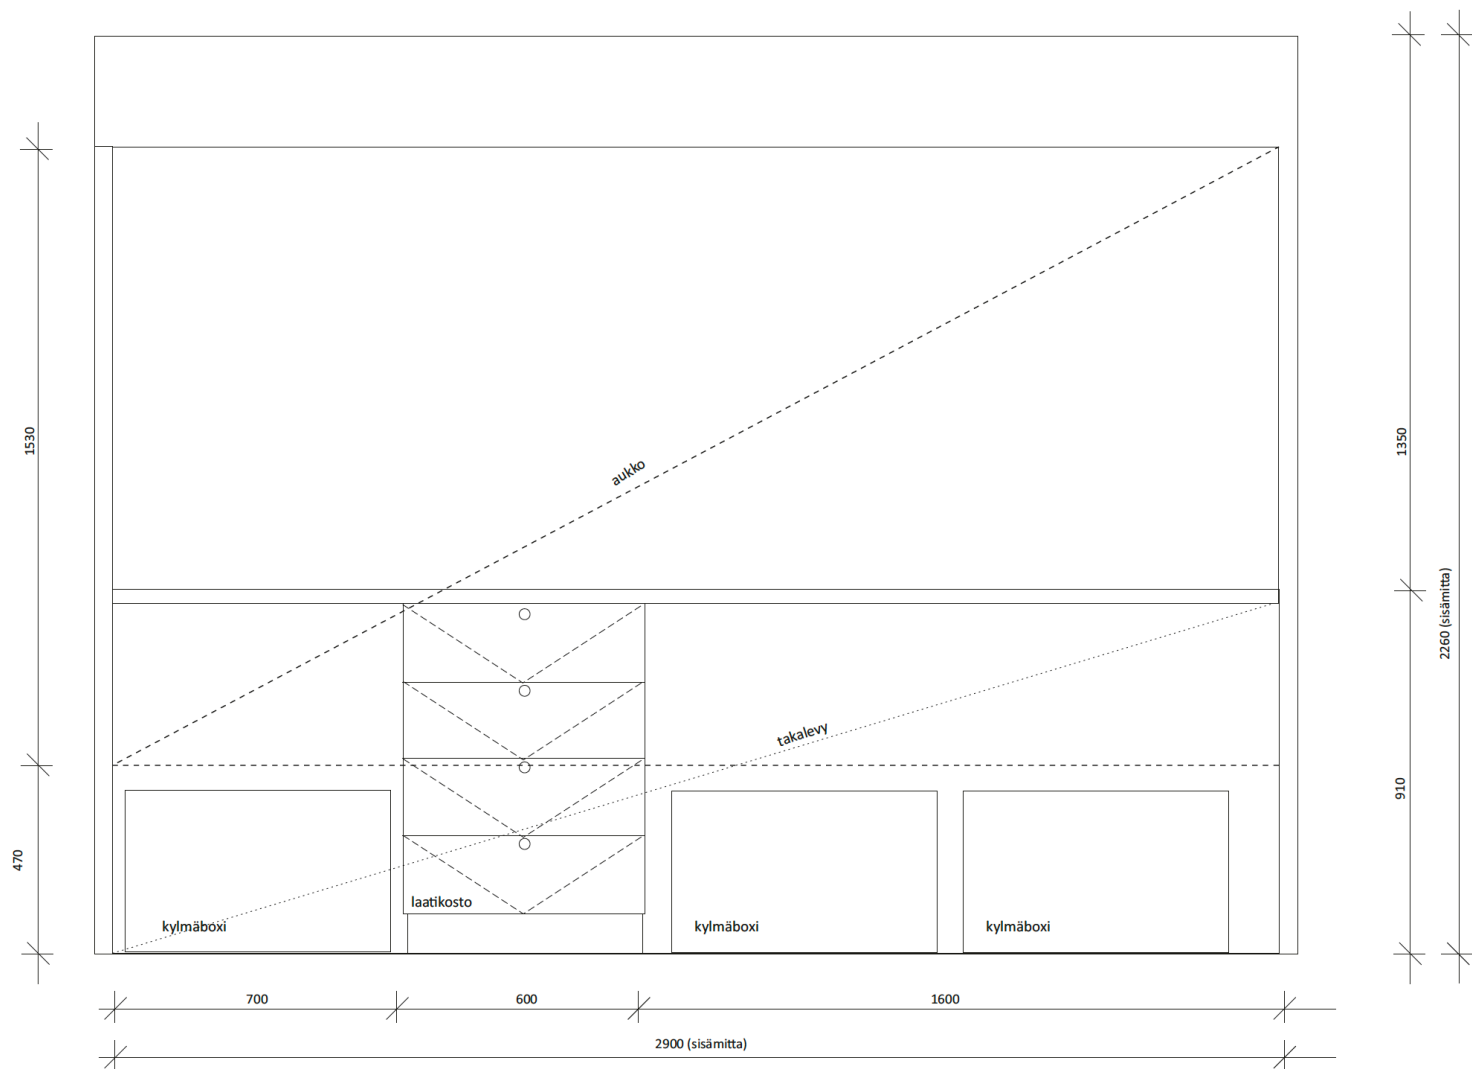 1530
1350
aukko
2260 (sisämitta)
takalevy
910
470
laatikosto
kylmäboxi
kylmäboxi
kylmäboxi
700
600
1600
2900 (sisämitta)